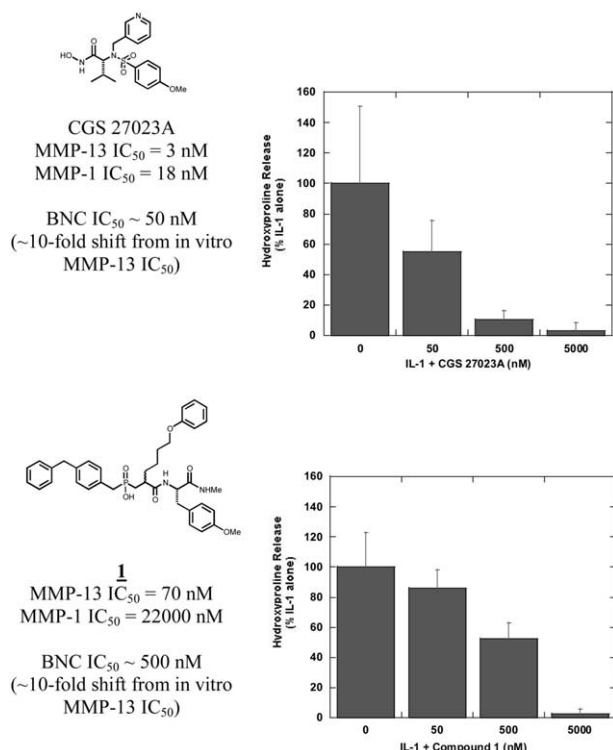 N
O
HO
N
H
N
O
S
O
OMe
CGS 27023A
MMP-13 IC50 = 3 nM
MMP-1 IC50 = 18 nM
BNC IC50 ~ 50 nM
(~10-fold shift from in vitro
MMP-13 IC50)
Hydroxyproline Release
(% IL-1 alone)
160
140
120
100
80
60
40
20
0
0 50 500 5000
IL-1 + CGS 27023A (nM)
O
O
P
OH
O
H
N
O
NHMe
OMe
1
MMP-13 IC50 = 70 nM
MMP-1 IC50 = 22000 nM
BNC IC50 ~ 500 nM
(~10-fold shift from in vitro
MMP-13 IC50)
Hydroxyproline Release
(% IL-1 alone)
160
140
120
100
80
60
40
20
0
0 50 500 5000
IL-1 + Compound 1 (nM)